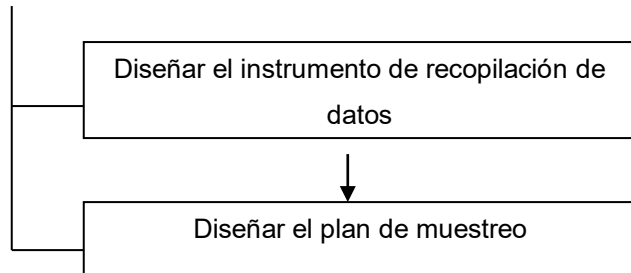 Diseñar el instrumento de recopilación de
datos
Diseñar el plan de muestreo